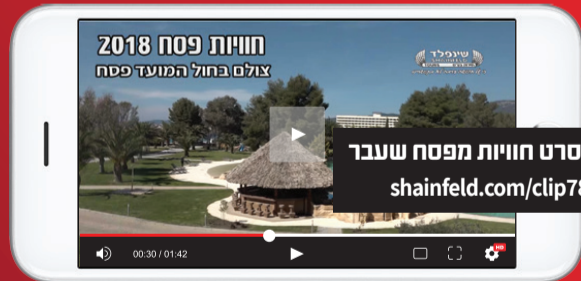 חוויות פסח 2018
צולם בחול המועד פסח
שינפלד
סרט חוויות מפסח שעבר
shainfeld.com/clip78
00:30 / 01:42
HD